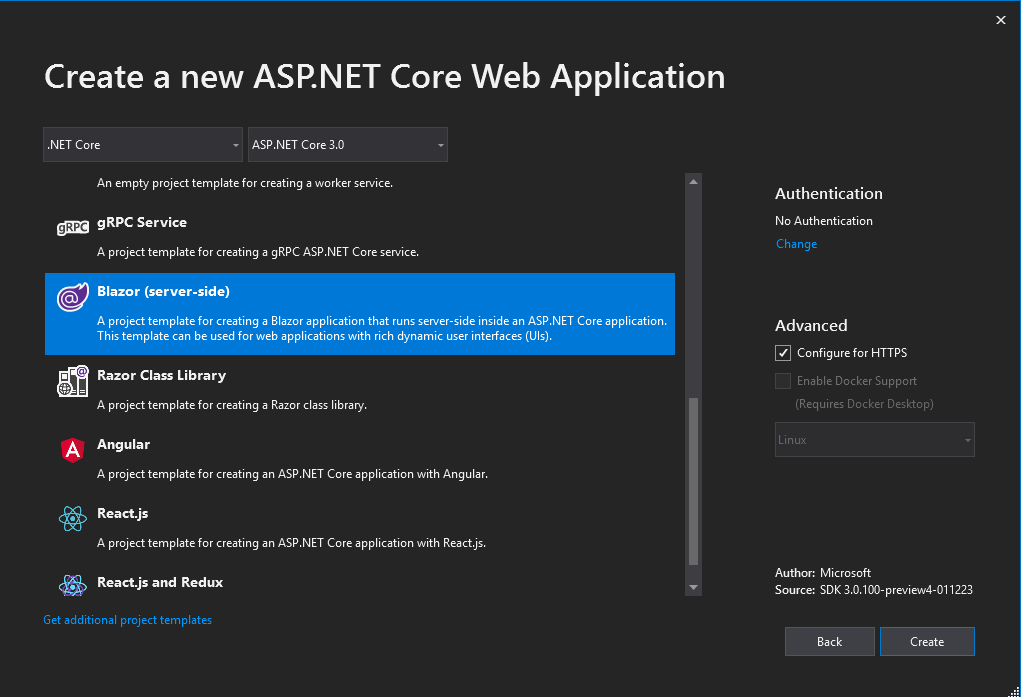 Create a new ASP.NET Core Web Application
.NET Core
ASP.NET Core 3.0
An empty project template for creating a worker service.
gRPC
gRPC Service
A project template for creating a gRPC ASP.NET Core service.
@
Blazor (server-side)
A project template for creating a Blazor application that runs server-side inside an ASP.NET Core application.
This template can be used for web applications with rich dynamic user interfaces (UIs).
@
Razor Class Library
A project template for creating a Razor class library.
A
Angular
A project template for creating an ASP.NET Core application with Angular.
React.js
A project template for creating an ASP.NET Core application with React.js.
React.js and Redux
Get additional project templates
Authentication
No Authentication
Change
Advanced
Configure for HTTPS
Enable Docker Support
(Requires Docker Desktop)
Linux
Author: Microsoft
Source: SDK 3.0.100-preview4-011223
Back
Create